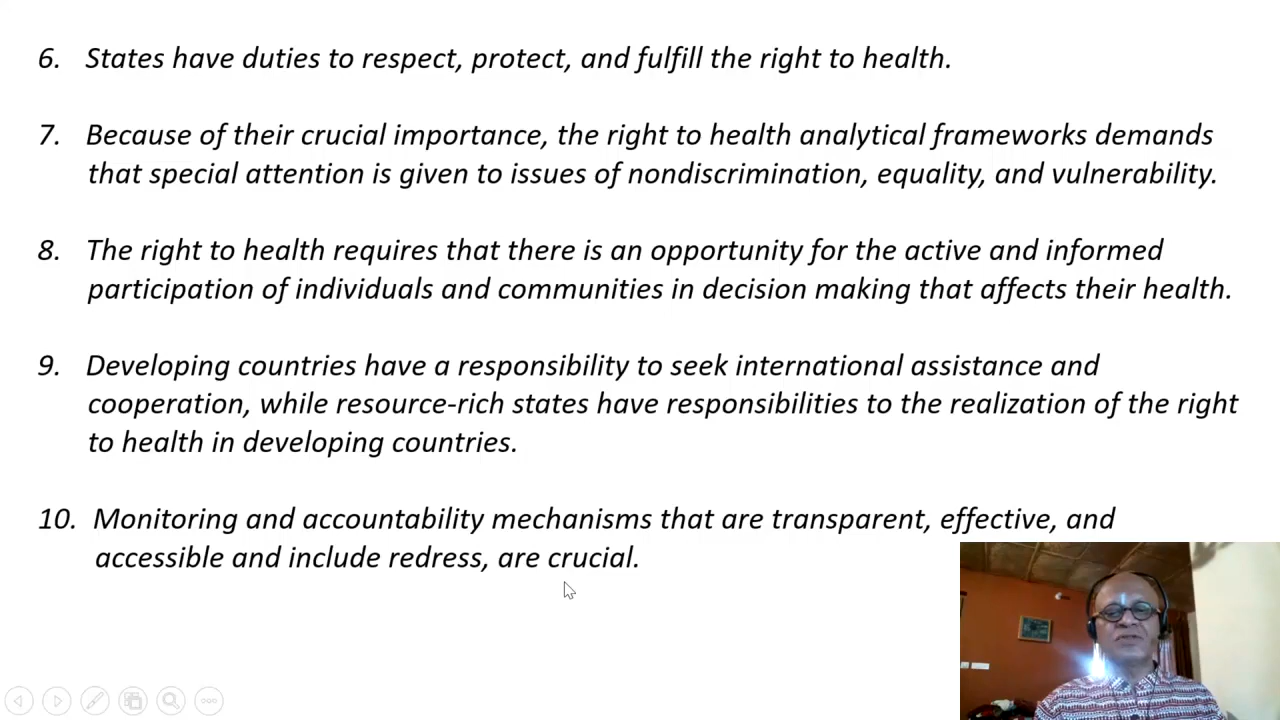 6. States have duties to respect, protect, and fulfill the right to health.
7. Because of their crucial importance, the right to health analytical frameworks demands
that special attention is given to issues of nondiscrimination, equality, and vulnerability.
8. The right to health requires that there is an opportunity for the active and informed
participation of individuals and communities in decision making that affects their health.
9. Developing countries have a responsibility to seek international assistance and
cooperation, while resource-rich states have responsibilities to the realization of the right
to health in developing countries.
10. Monitoring and accountability mechanisms that are transparent, effective, and
accessible and include redress, are crucial.